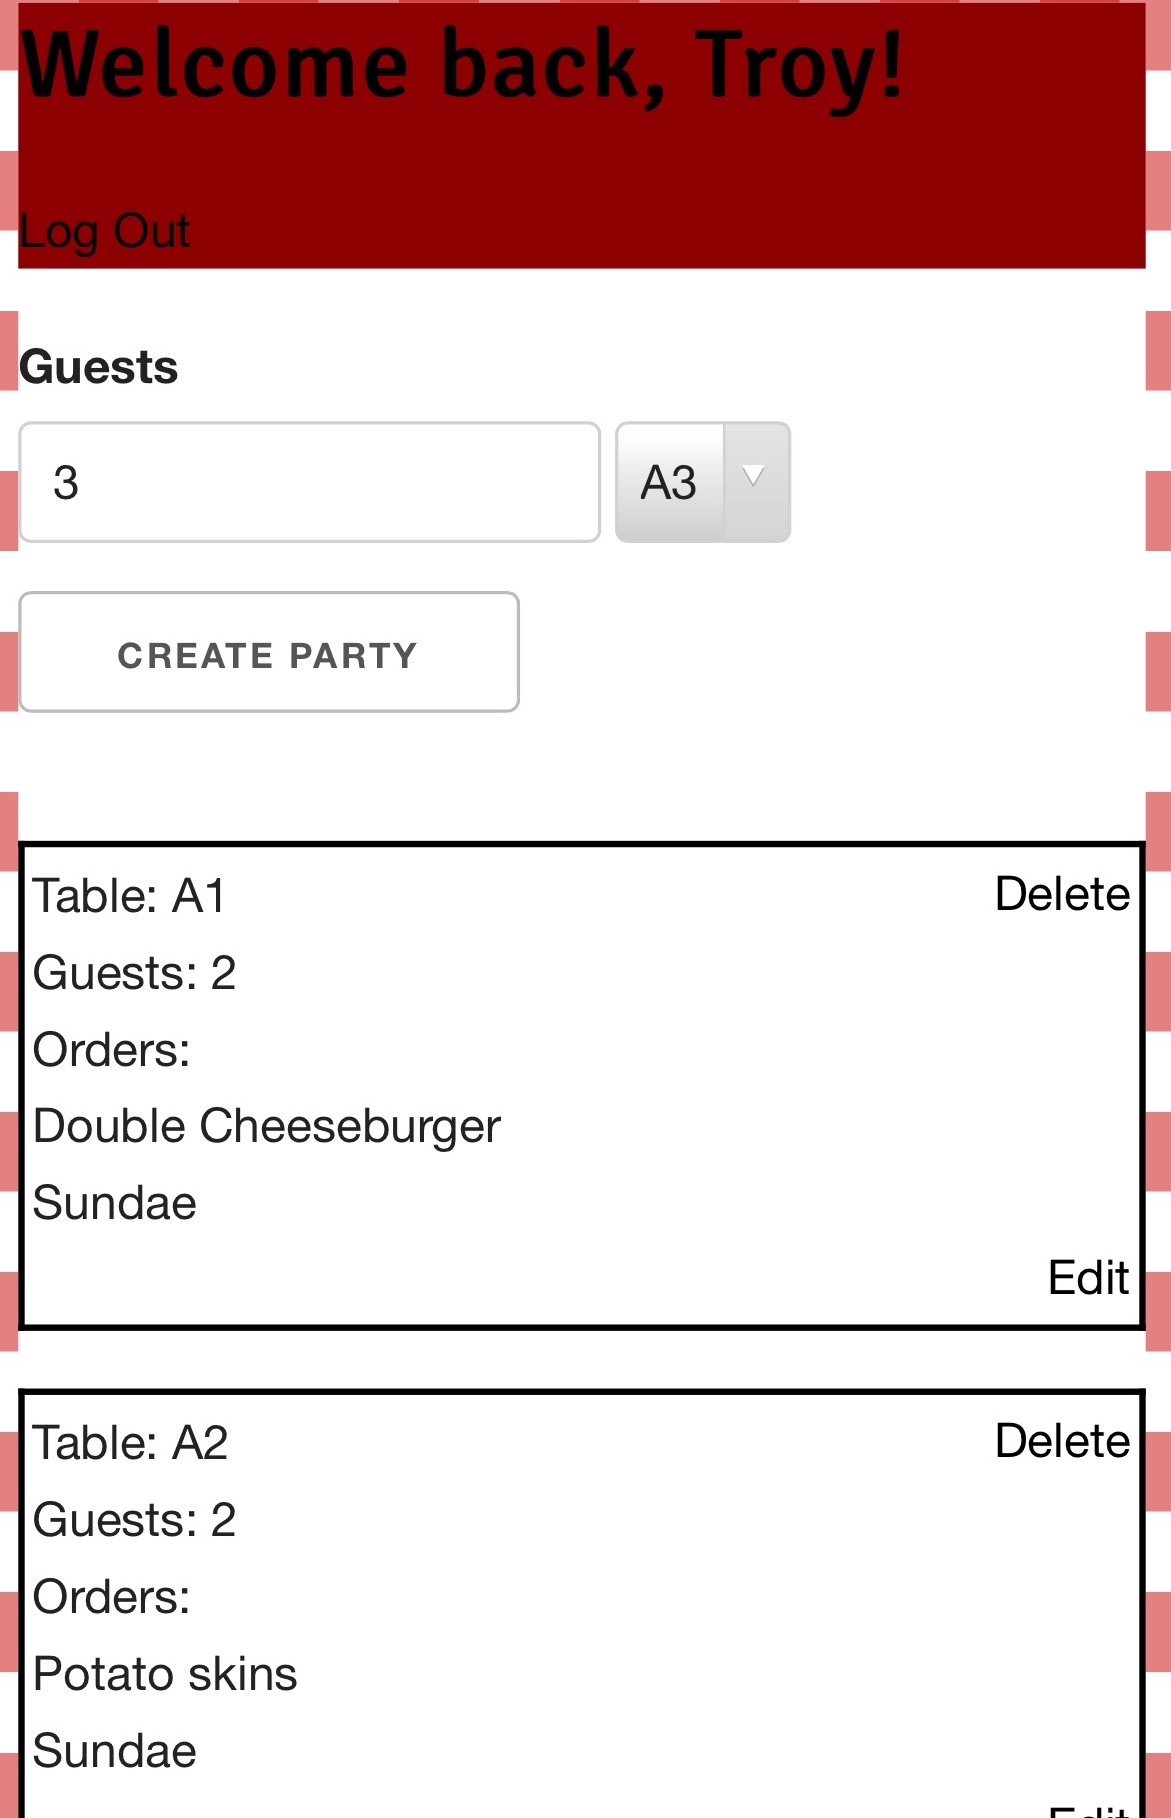 Welcome back, Troy!
Log Out
Guests
3
A3
CREATE PARTY
Table: A1
Delete
Guests: 2
Orders:
Double Cheeseburger
Sundae
Edit
Table: A2
Delete
Guests: 2
Orders:
Potato skins
Sundae
Edit